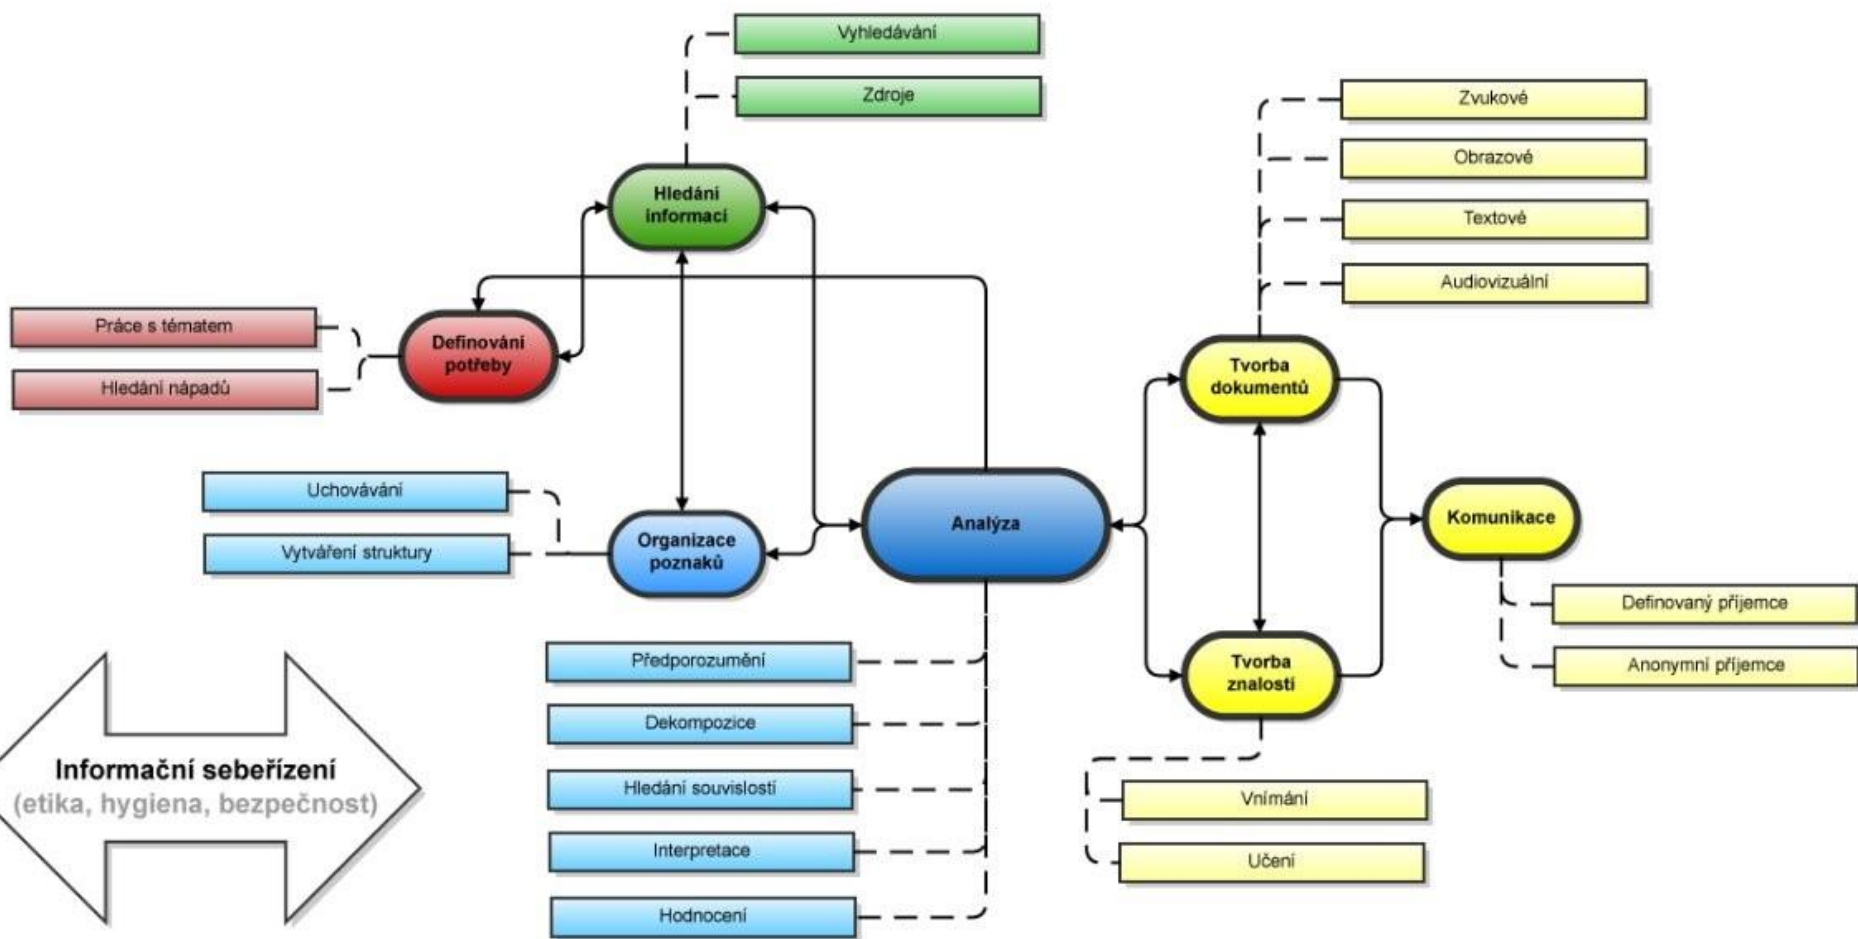 Vyhledávání
Zdroje
Hledání
informací
Práce s tématem
Hledání nápadů
Definování
potřeby
Uchovávání
Vytváření struktury
Organizace
poznaků
Analýza
Předporozumění
Dekompozice
Hledání souvislostí
Interpretace
Hodnocení
Zvukové
Obrazové
Textové
Audiovizuální
Tvorba
dokumentů
Komunikace
Definovaný příjemce
Anonymní příjemce
Tvorba
znalostí
Vnímání
Učení
Informační sebeřízení
(etika, hygiena, bezpečnost)